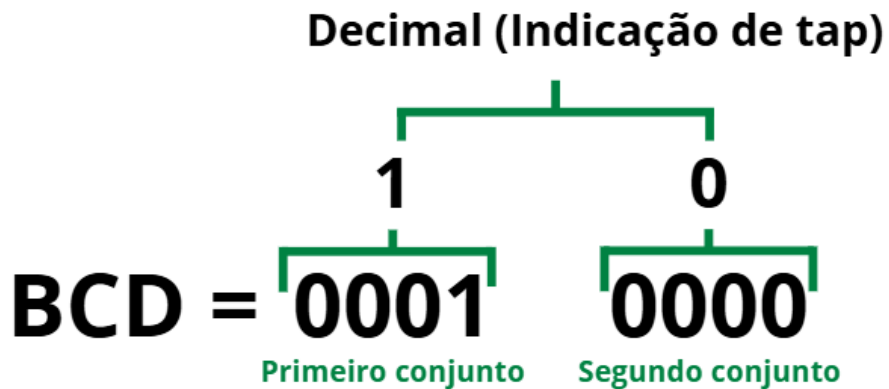 Decimal (Indicação de tap)
1 0
BCD = 0001 0000
Primeiro conjunto Segundo conjunto